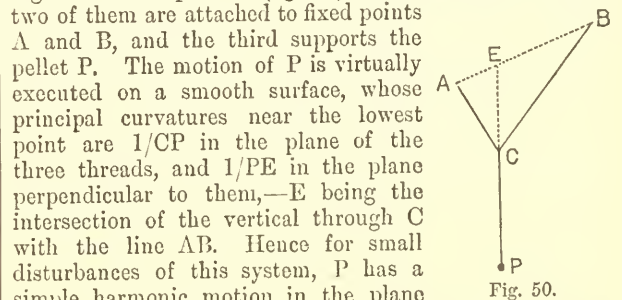 two of them are attached to fixed points
A and B, and the third supports the
pellet P. The motion of P is virtually
executed on a smooth surface, whose
principal curvatures near the lowest
point are 1/CP in the plane of the
three threads, and 1/PE in the plane
perpendicular to them,—E being the
intersection of the vertical through C
with the line AB. Hence for small
disturbances of this system, P has a
simple harmonic motion in the plane
B
E
A
C
P
Fig. 50.